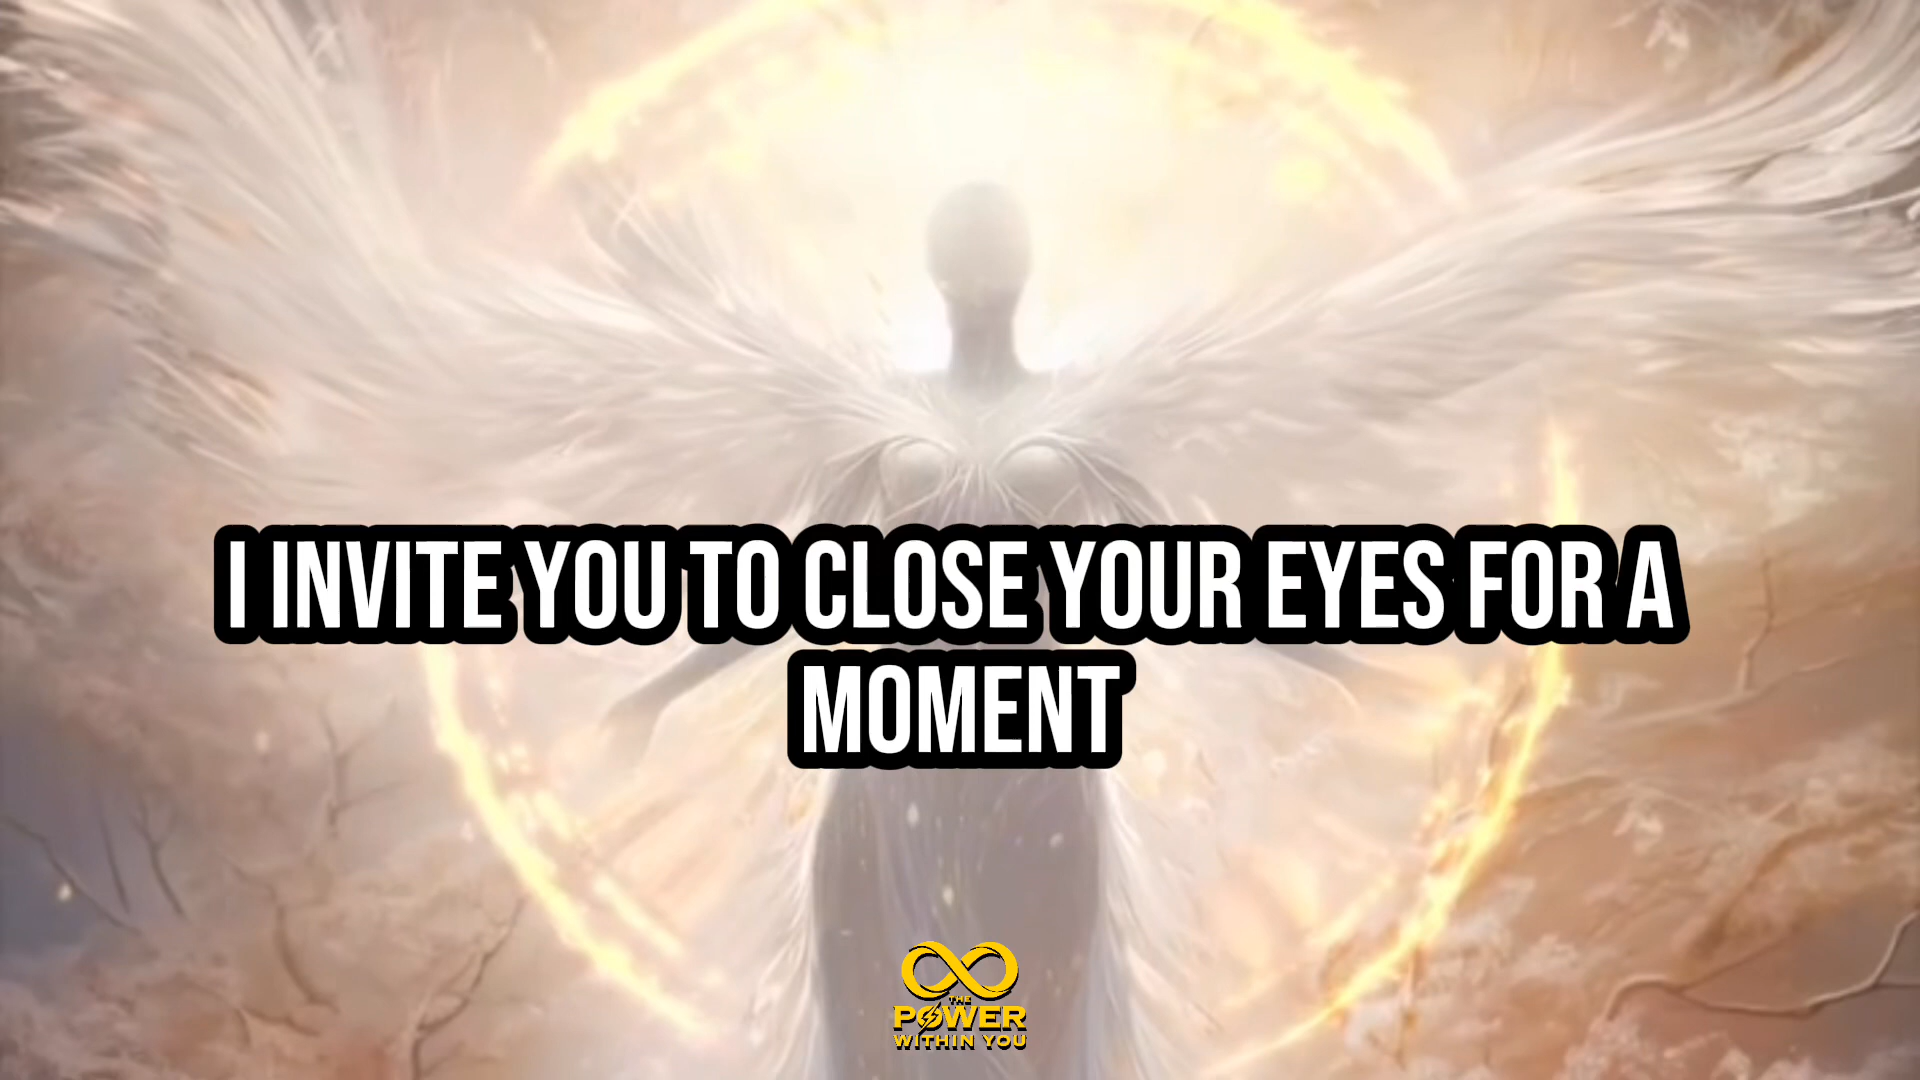 I INVITE YOU TO CLOSE YOUR EYES FOR A
MOMENT
THE
POWER
WITHIN YOU